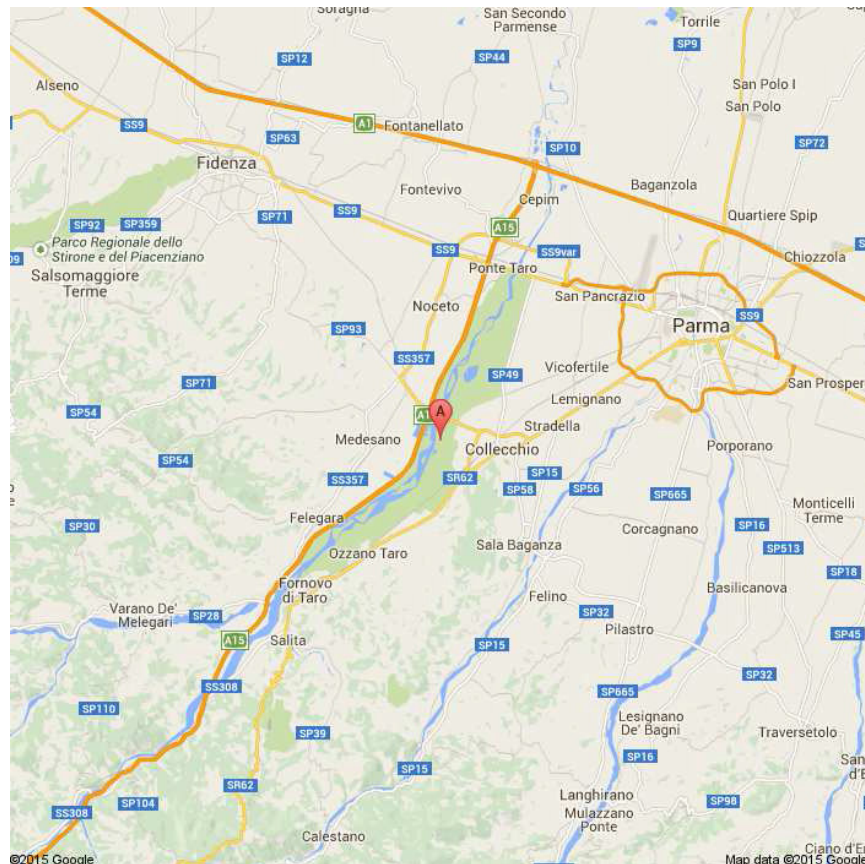 Soragna
San Secondo
Parmense
Torrile
SP9
SP12
SP44
Alseno
San Polo I
San Polo
SS9
A1
Fontanellato
SP63
SP10
SP72
Fidenza
Fontevivo
Baganzola
Cepim
SP92
SP359
SP71
SS9
A15
Quartiere Spip
Parco Regionale dello
Stirone e del Piacenziano
SS9
SS9var
Chiozzola
Salsomaggiore
Terme
Ponte Taro
San Pancrazio
Noceto
SP93
Parma
SS9
SS357
Vicofertile
SP71
SP49
San Prosper
Lemignano
SP54
A
Stradella
Medesano
Collecchio
Porporano
SP54
SS357
SR62
SP15
SP58
SP56
SP665
Monticelli
Terme
Felegara
SP30
Corcagnano
SP16
Ozzano Taro
Sala Baganza
SP513
SP18
Fornovo
di Taro
Basilicanova
Felino
Varano De'
Melegari
SP28
SP32
Pilastro
SP45
A15
Salita
SP15
SP32
SS308
SP665
SP110
Lesignano
De' Bagni
SP39
Traversetolo
SP16
SR62
SP15
Langhirano
Mulazzano
Ponte
SP98
SP104
SS308
Calestano
©2015 Google
Map data ©2015 Google